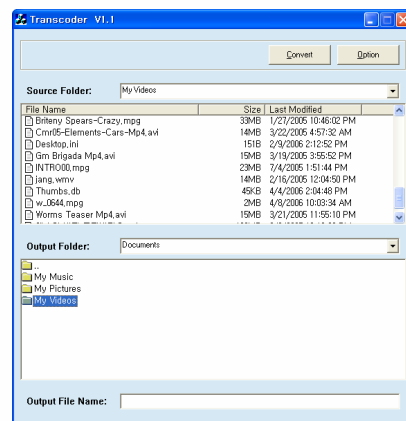 Transcoder V1.1
Convert Option
Source Folder: My Videos
File Name Size Last Modified
Briteny Spears-Crazy,mpg 33MB 1/27/2005 10:46:02 PM
Cmr05-Elements-Cars-Mp4,avi 14MB 3/22/2005 4:57:32 AM
Desktop,ini 151B 2/9/2006 2:12:52 PM
Gm Brigada Mp4,avi 15MB 3/19/2005 3:55:52 PM
INTRO00,mpg 23MB 7/4/2005 1:51:44 PM
jang,wmv 14MB 2/16/2005 12:04:50 PM
Thumbs,db 45KB 4/4/2006 2:04:48 PM
w_0644,mpg 2MB 4/8/2006 10:03:34 AM
Worms Teaser Mp4,avi 15MB 3/21/2005 11:55:10 PM
Output Folder: Documents
..
My Music
My Pictures
My Videos
Output File Name: